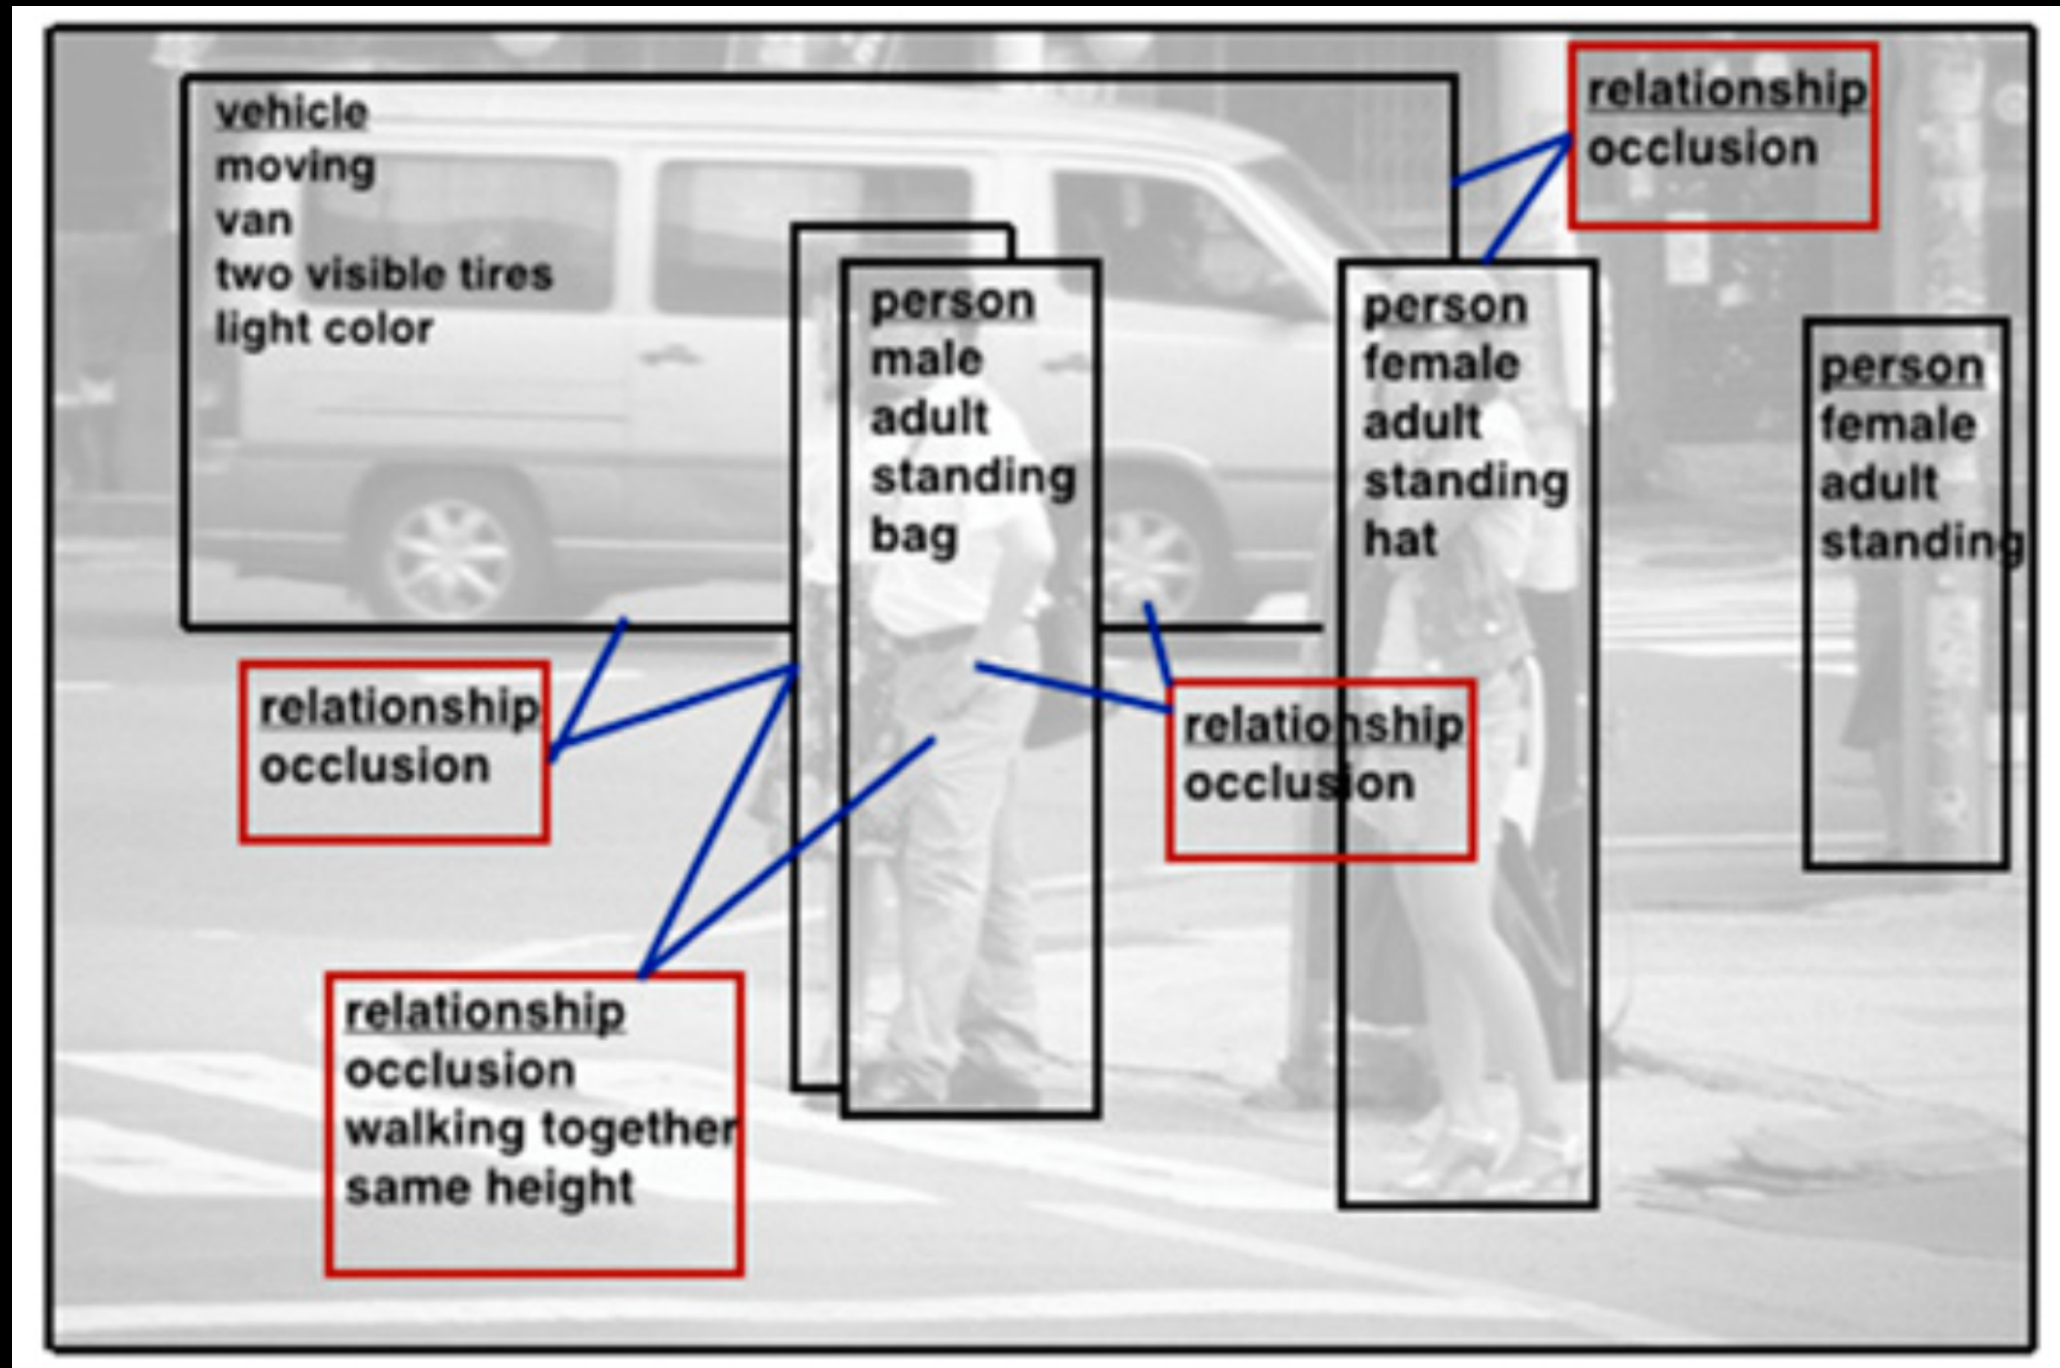 vehicle
moving
van
two visible tires
light color
relationship
occlusion
person
male
adult
standing
bag
person
female
adult
standing
hat
person
female
adult
standing
relationship
occlusion
relationship
occlusion
relationship
occlusion
walking together
same height